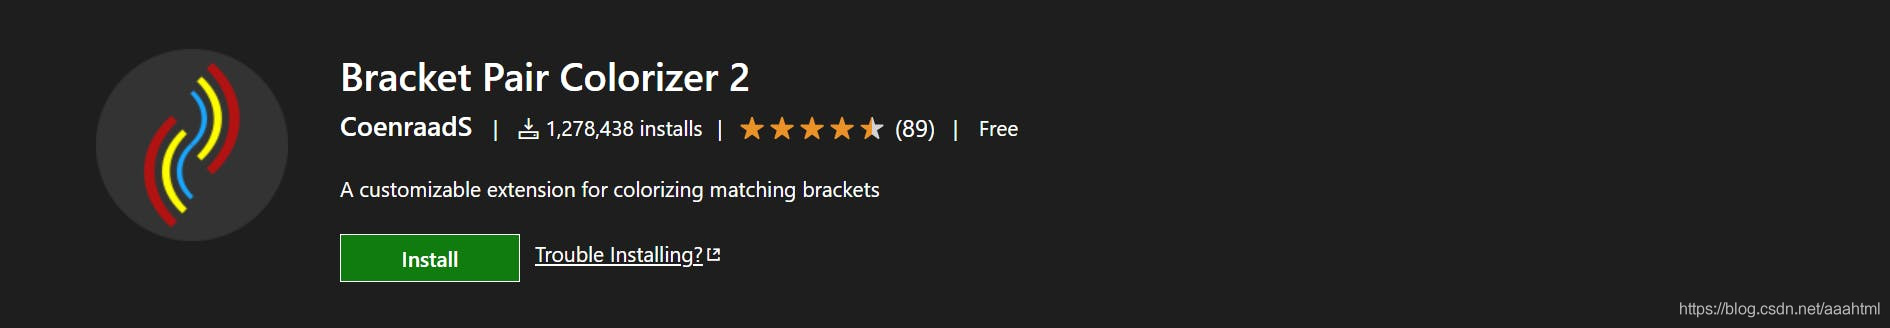 Bracket Pair Colorizer 2
CoenraadS | 1,278,438 installs | (89) | Free
A customizable extension for colorizing matching brackets
Install Trouble Installing?
https://blog.csdn.net/aaahtml